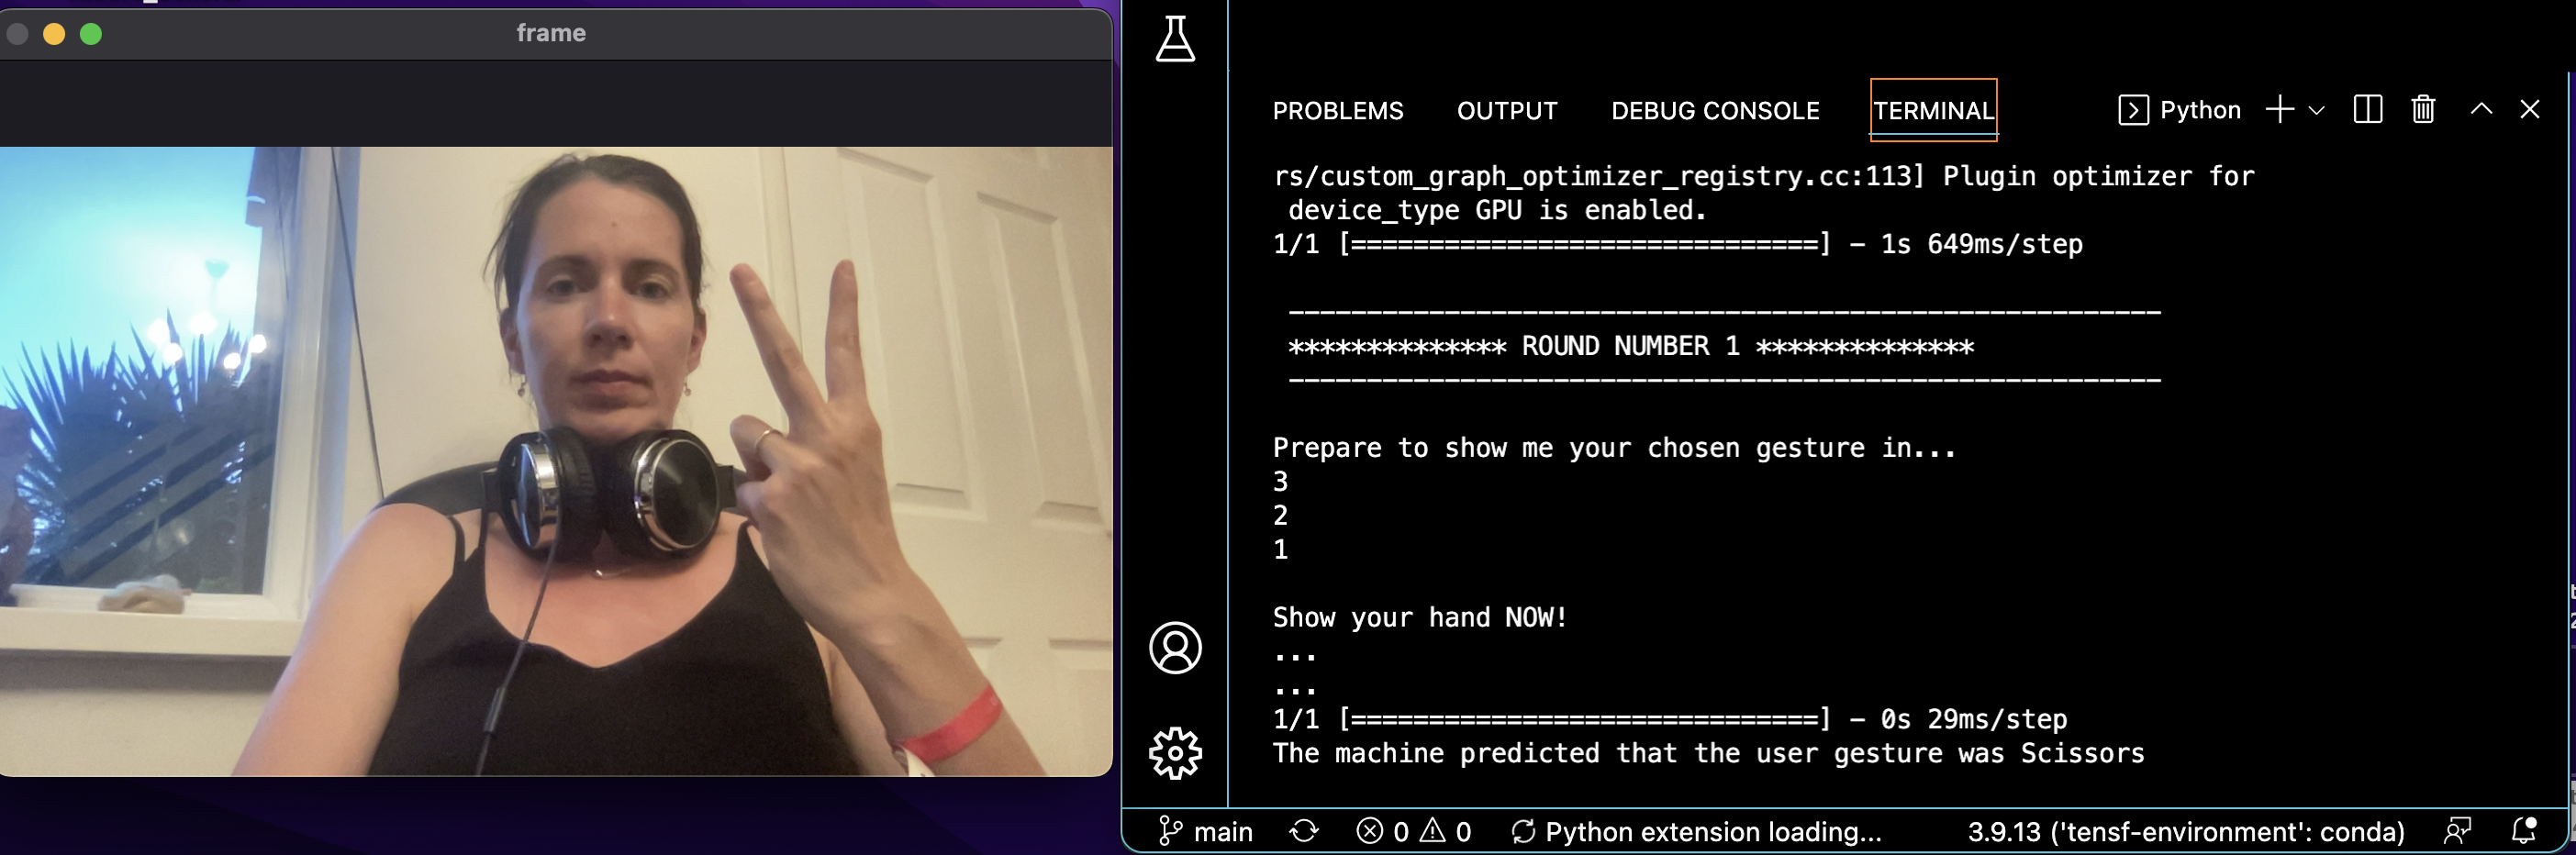 frame
PROBLEMS OUTPUT DEBUG CONSOLE TERMINAL Python
rs/custom_graph_optimizer_registry.cc:113] Plugin optimizer for
device_type GPU is enabled.
1/1 [==============================] - 1s 649ms/step
--------------------------------------------------------
************** ROUND NUMBER 1 **************
--------------------------------------------------------
Prepare to show me your chosen gesture in...
3
2
1
Show your hand NOW!
...
...
1/1 [==============================] - 0s 29ms/step
The machine predicted that the user gesture was Scissors
main 0 0 Python extension loading... 3.9.13 ('tensf-environment': conda)